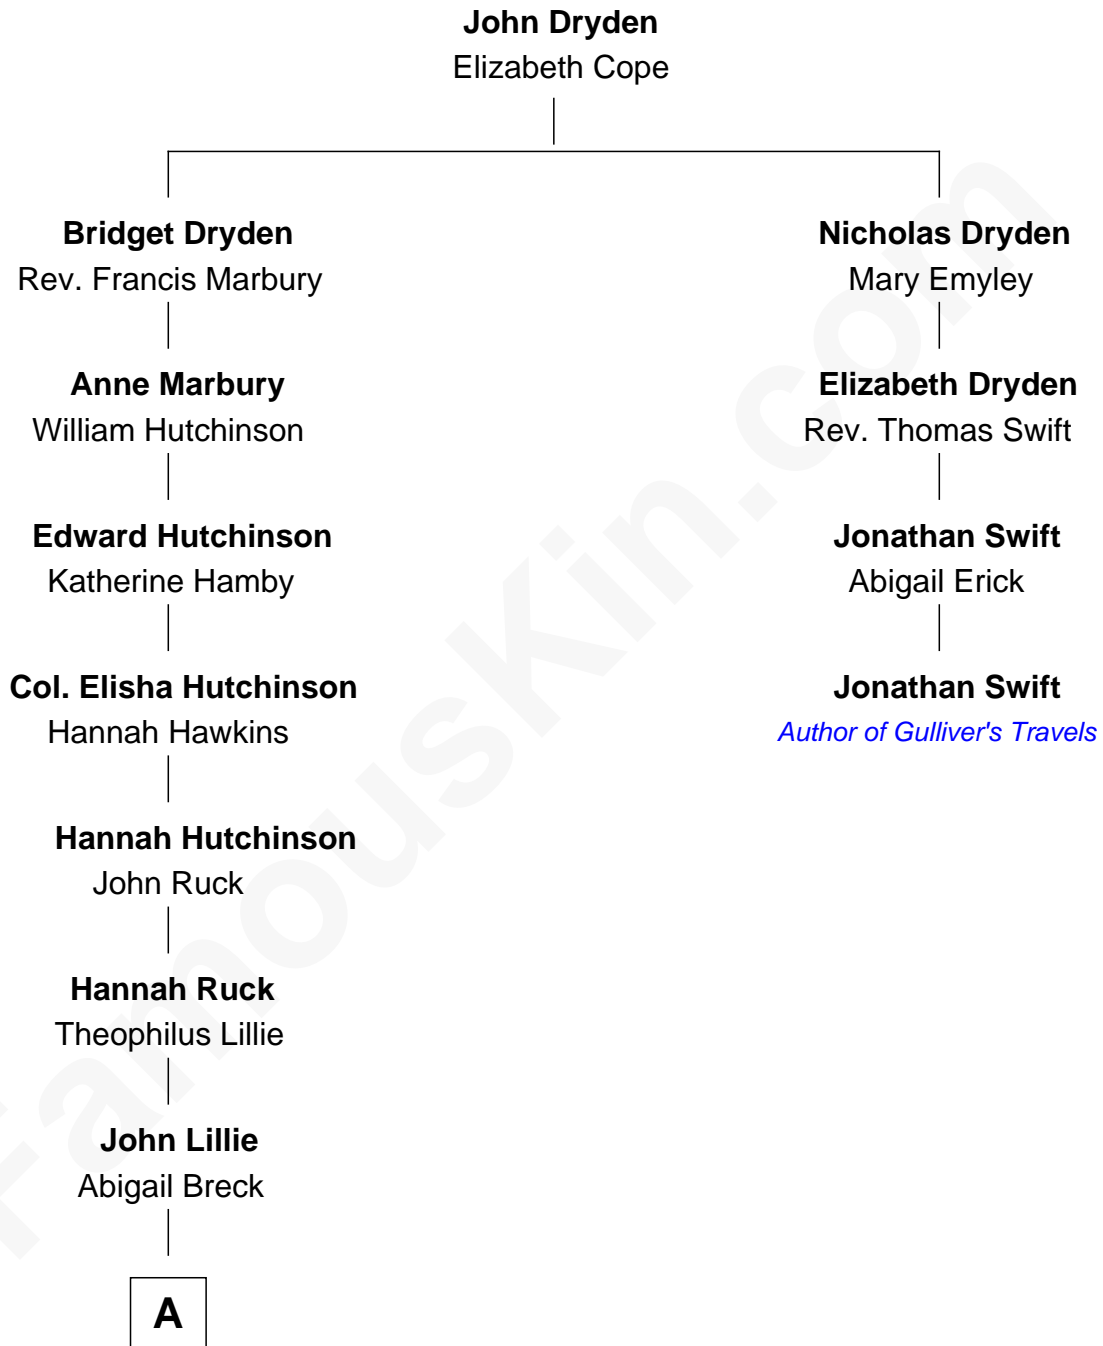 John Dryden
Elizabeth Cope
Bridget Dryden
Rev. Francis Marbury
Nicholas Dryden
Mary Emyley
Anne Marbury
William Hutchinson
Elizabeth Dryden
Rev. Thomas Swift
Edward Hutchinson
Katherine Hamby
Jonathan Swift
Abigail Erick
Col. Elisha Hutchinson
Hannah Hawkins
Jonathan Swift
Author of Gulliver's Travels
Hannah Hutchinson
John Ruck
Hannah Ruck
Theophilus Lillie
John Lillie
Abigail Breck
A
FamousKin.com